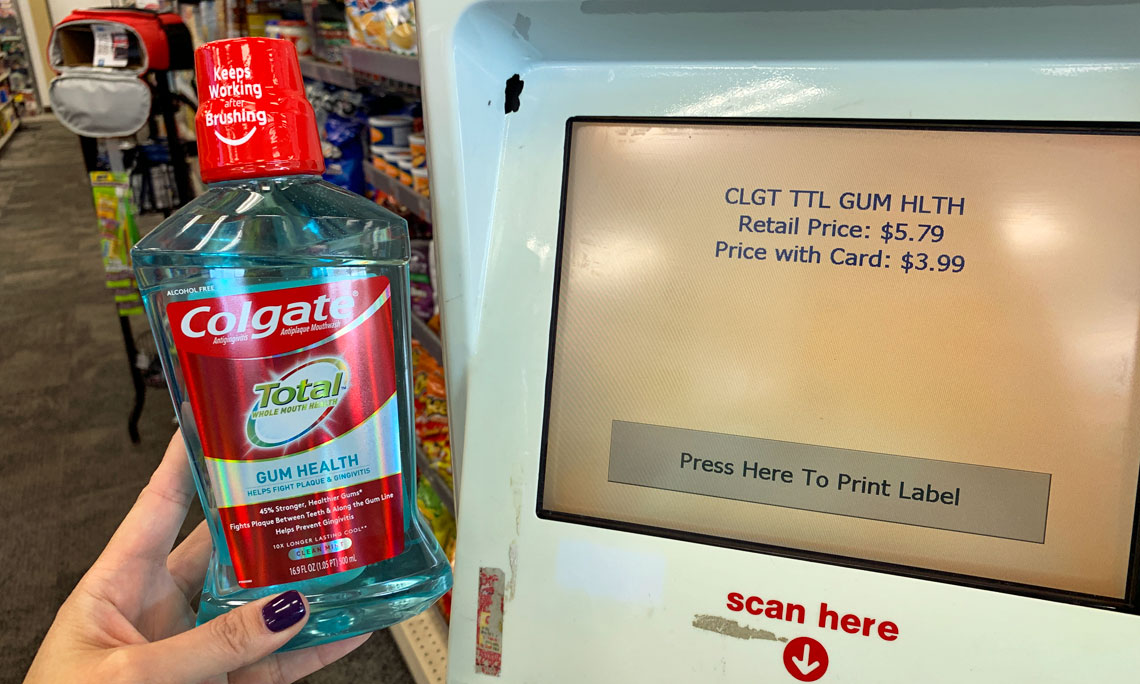 Keeps
Working
after
Brushing
ALCOHOL FREE
Colgate®
Antigingivitis Antiplaque Mouthwash
Total™
WHOLE MOUTH HEALTH
GUM HEALTH
HELPS FIGHT PLAQUE & GINGIVITIS
45% Stronger, Healthier Gums*
Fights Plaque Between Teeth & Along the Gum Line
Helps Prevent Gingivitis
10X LONGER LASTING COOL**
CLEAN MINT
16.9 FL OZ (1.05 PT) 500 mL
CLGT TTL GUM HLTH
Retail Price: $5.79
Price with Card: $3.99
Press Here To Print Label
scan here